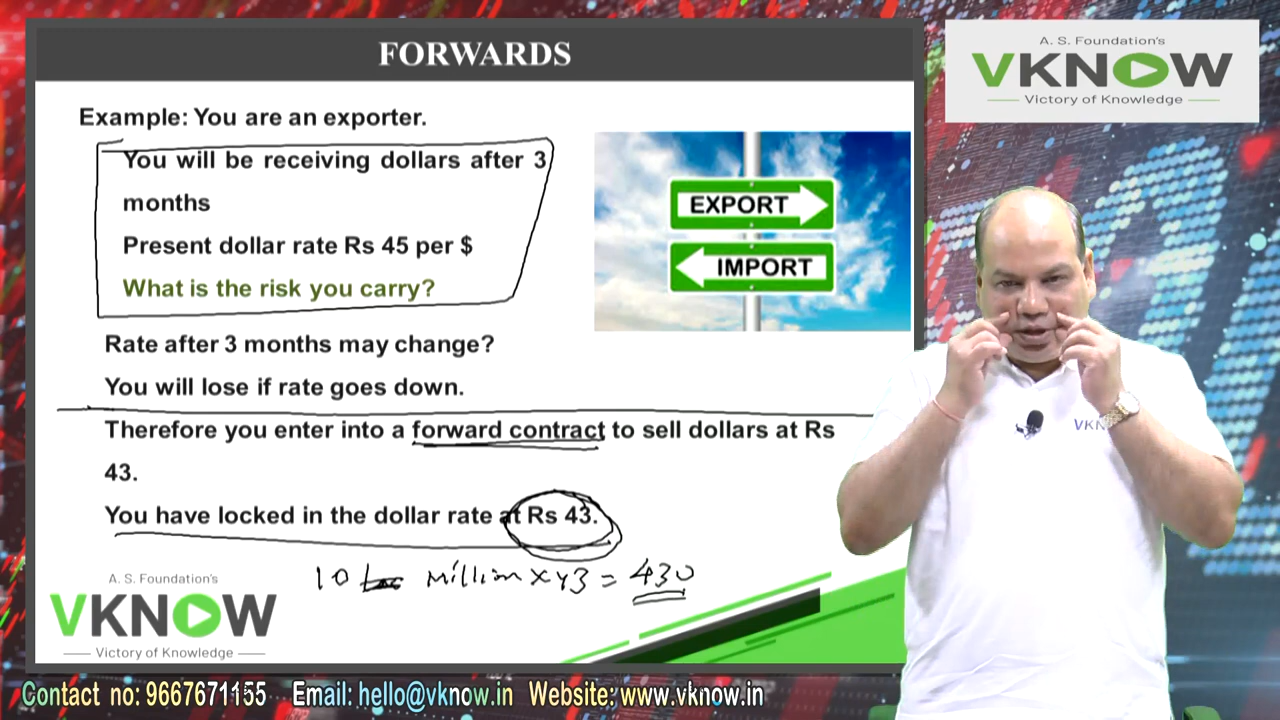 FORWARDS
A. S. Foundation's
VKNOW
Victory of Knowledge
Example: You are an exporter.
You will be receiving dollars after 3
months
Present dollar rate Rs 45 per $
What is the risk you carry?
EXPORT
IMPORT
Rate after 3 months may change?
You will lose if rate goes down.
Therefore you enter into a forward contract to sell dollars at Rs
43.
You have locked in the dollar rate at Rs 43.
10 Million x 43 = 430
A. S. Foundation's
VKNOW
Victory of Knowledge
VKN
Contact no: 9667671155 Email: hello@vknow.in Website: www.vknow.in